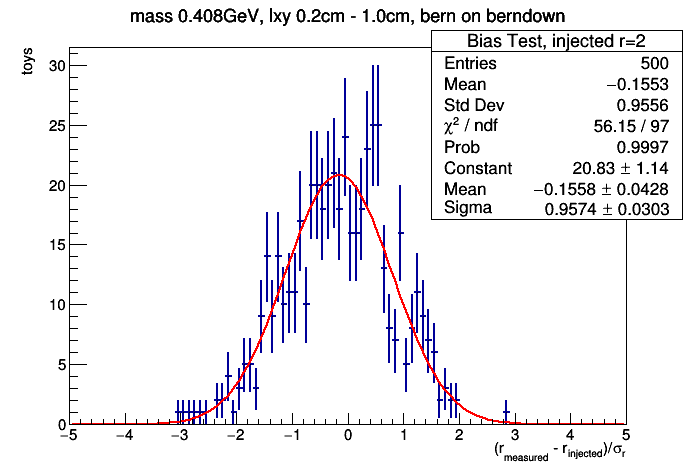 mass 0.408GeV, lxy 0.2cm - 1.0cm, bern on berndown
Bias Test, injected r=2
Entries 500
Mean −0.1553
Std Dev 0.9556
χ² / ndf 56.15 / 97
Prob 0.9997
Constant 20.83 ± 1.14
Mean −0.1558 ± 0.0428
Sigma 0.9574 ± 0.0303
toys
30
25
20
15
10
5
0
−5 −4 −3 −2 −1 0 1 2 3 4 5
(r_measured - r_injected)/σ_r